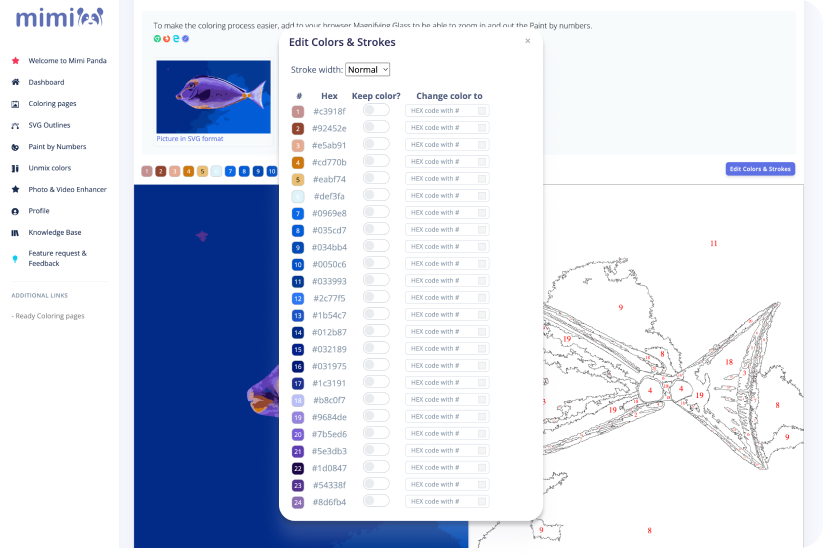 mimi
To make the coloring process easier, add to your browser Magnifying Glass to be able to zoom in and out the Paint by numbers.
Welcome to Mimi Panda
Dashboard
Coloring pages
SVG Outlines
Paint by Numbers
Unmix colors
Photo & Video Enhancer
Profile
Knowledge Base
Feature request &
Feedback
ADDITIONAL LINKS
- Ready Coloring pages
Picture in SVG format
1 2 3 4 5 7 8 9 10
Edit Colors & Strokes
Edit Colors & Strokes ×
Stroke width: Normal
# Hex Keep color? Change color to
1 #c3918f HEX code with #
2 #92452e HEX code with #
3 #e5ab91 HEX code with #
4 #cd770b HEX code with #
5 #eabf74 HEX code with #
#def3fa HEX code with #
7 #0969e8 HEX code with #
8 #035cd7 HEX code with #
9 #034bb4 HEX code with #
10 #0050c6 HEX code with #
11 #033993 HEX code with #
12 #2c77f5 HEX code with #
13 #1b54c7 HEX code with #
14 #012b87 HEX code with #
15 #032189 HEX code with #
16 #031975 HEX code with #
17 #1c3191 HEX code with #
18 #b8c0f7 HEX code with #
19 #9684de HEX code with #
20 #7b5ed6 HEX code with #
21 #5e3db3 HEX code with #
22 #1d0847 HEX code with #
23 #54338f HEX code with #
24 #8d6fb4 HEX code with #
11
9
19
8
18
4
4
19
19
8
9
9
8